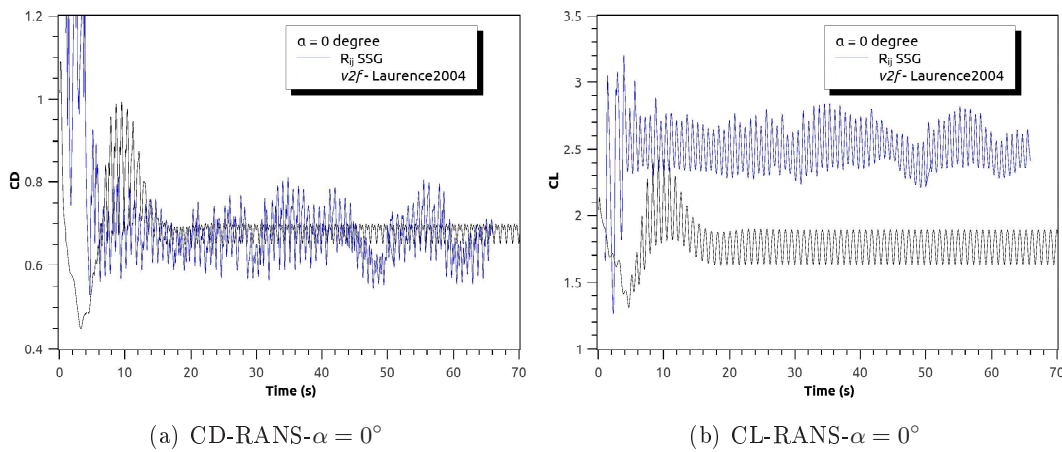 1.2
1
0.8
0.6
0.4
CD
α = 0 degree
Rij SSG
v2f - Laurence2004
0 10 20 30 40 50 60 70
Time (s)
(a) CD-RANS-α = 0°
3.5
3
2.5
2
1.5
1
CL
α = 0 degree
Rij SSG
v2f - Laurence2004
0 10 20 30 40 50 60 70
Time (s)
(b) CL-RANS-α = 0°